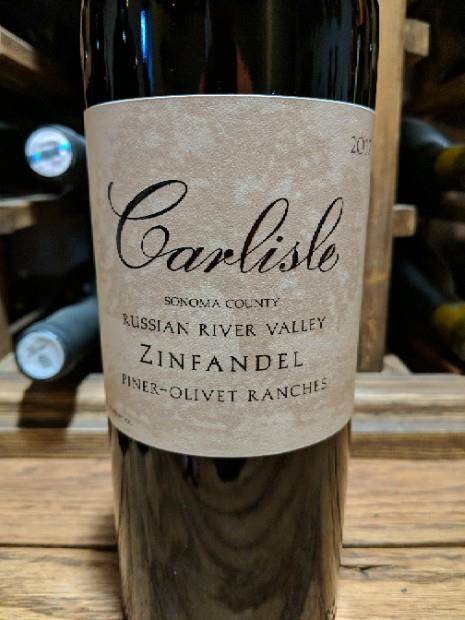 Carlisle
SONOMA COUNTY
RUSSIAN RIVER VALLEY
ZINFANDEL
PINER-OLIVET RANCHES